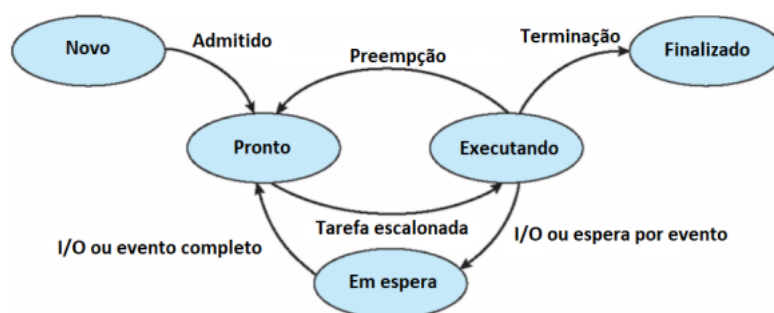 Novo
Admitido
Preempção
Terminação
Finalizado
Pronto
Executando
Tarefa escalonada
I/O ou evento completo
I/O ou espera por evento
Em espera